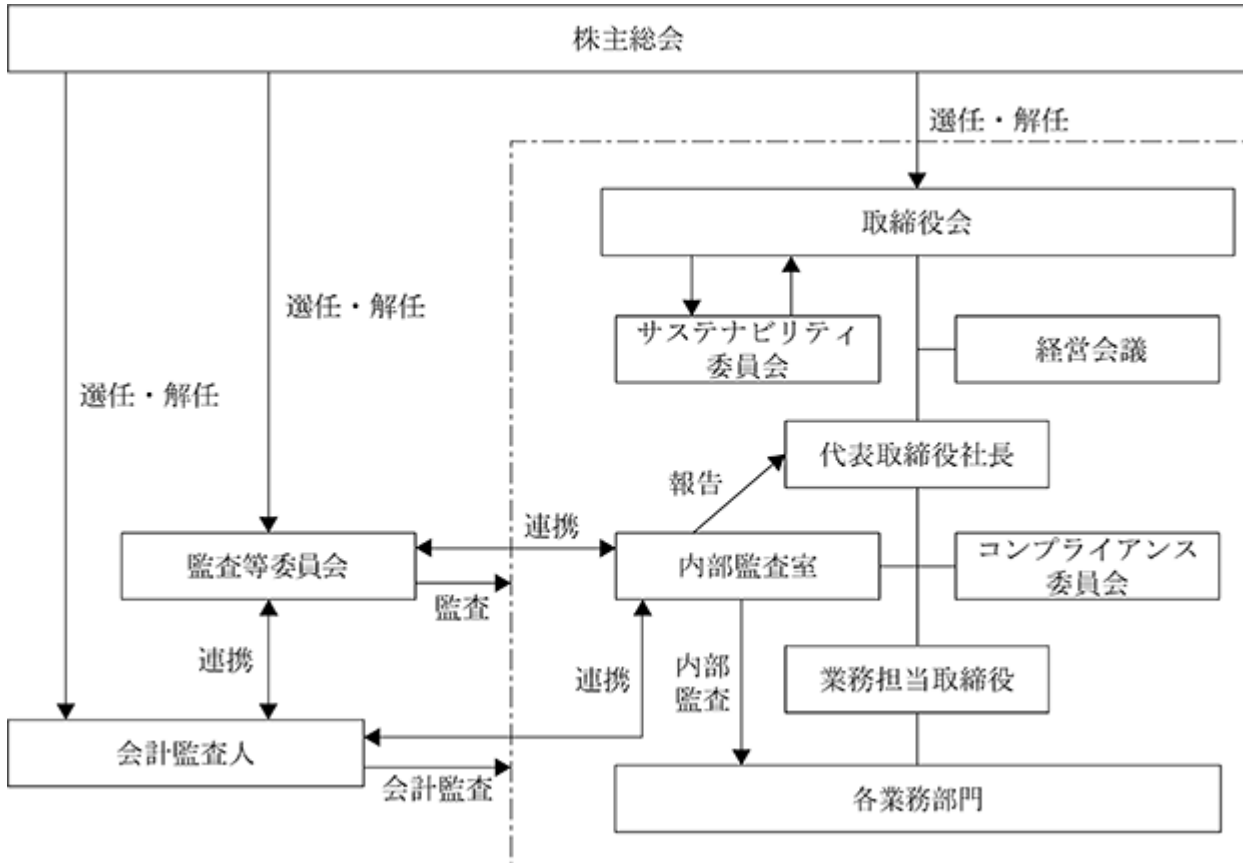 株主総会
選任・解任
取締役会
選任・解任
サステナビリティ
委員会
経営会議
選任・解任
代表取締役社長
報告
連携
監査等委員会
内部監査室
コンプライアンス
委員会
監査
連携
連携
内部
監査
業務担当取締役
会計監査人
会計監査
各業務部門